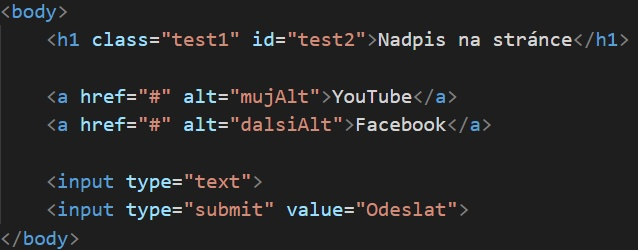 <body>
<h1 class="test1" id="test2">Nadpis na stránce</h1>
<a href="#" alt="mujAlt">YouTube</a>
<a href="#" alt="dalsiAlt">Facebook</a>
<input type="text">
<input type="submit" value="Odeslat">
</body>